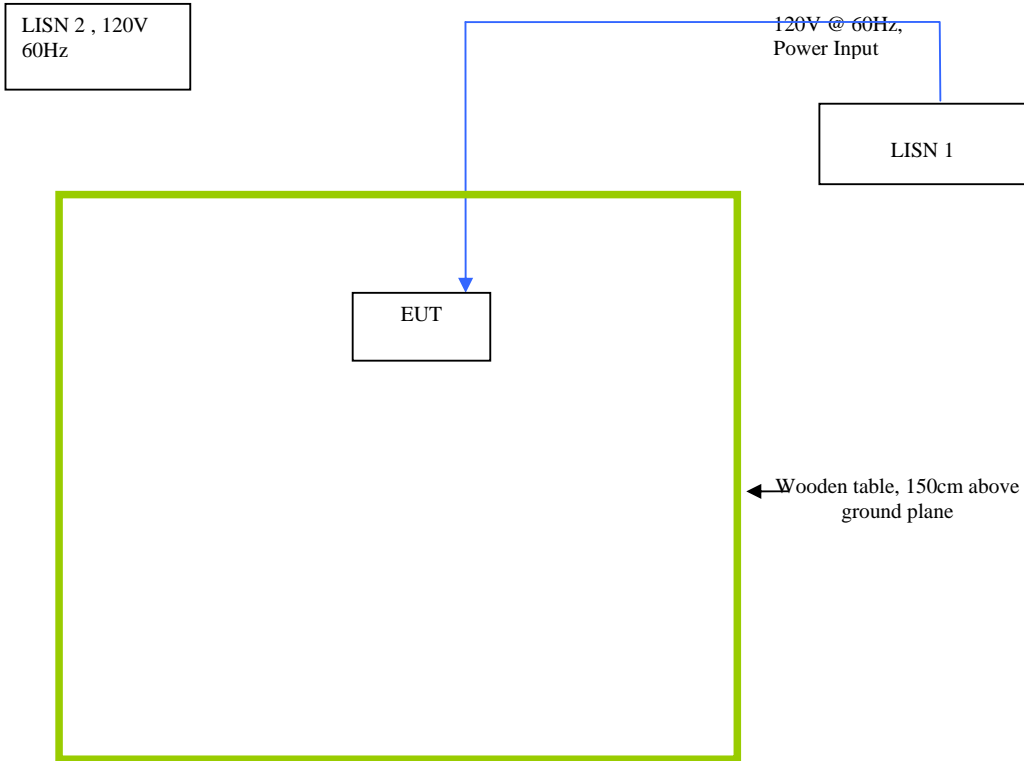 LISN 2 , 120V
60Hz
120V @ 60Hz,
Power Input
LISN 1
EUT
Wooden table, 150cm above
ground plane